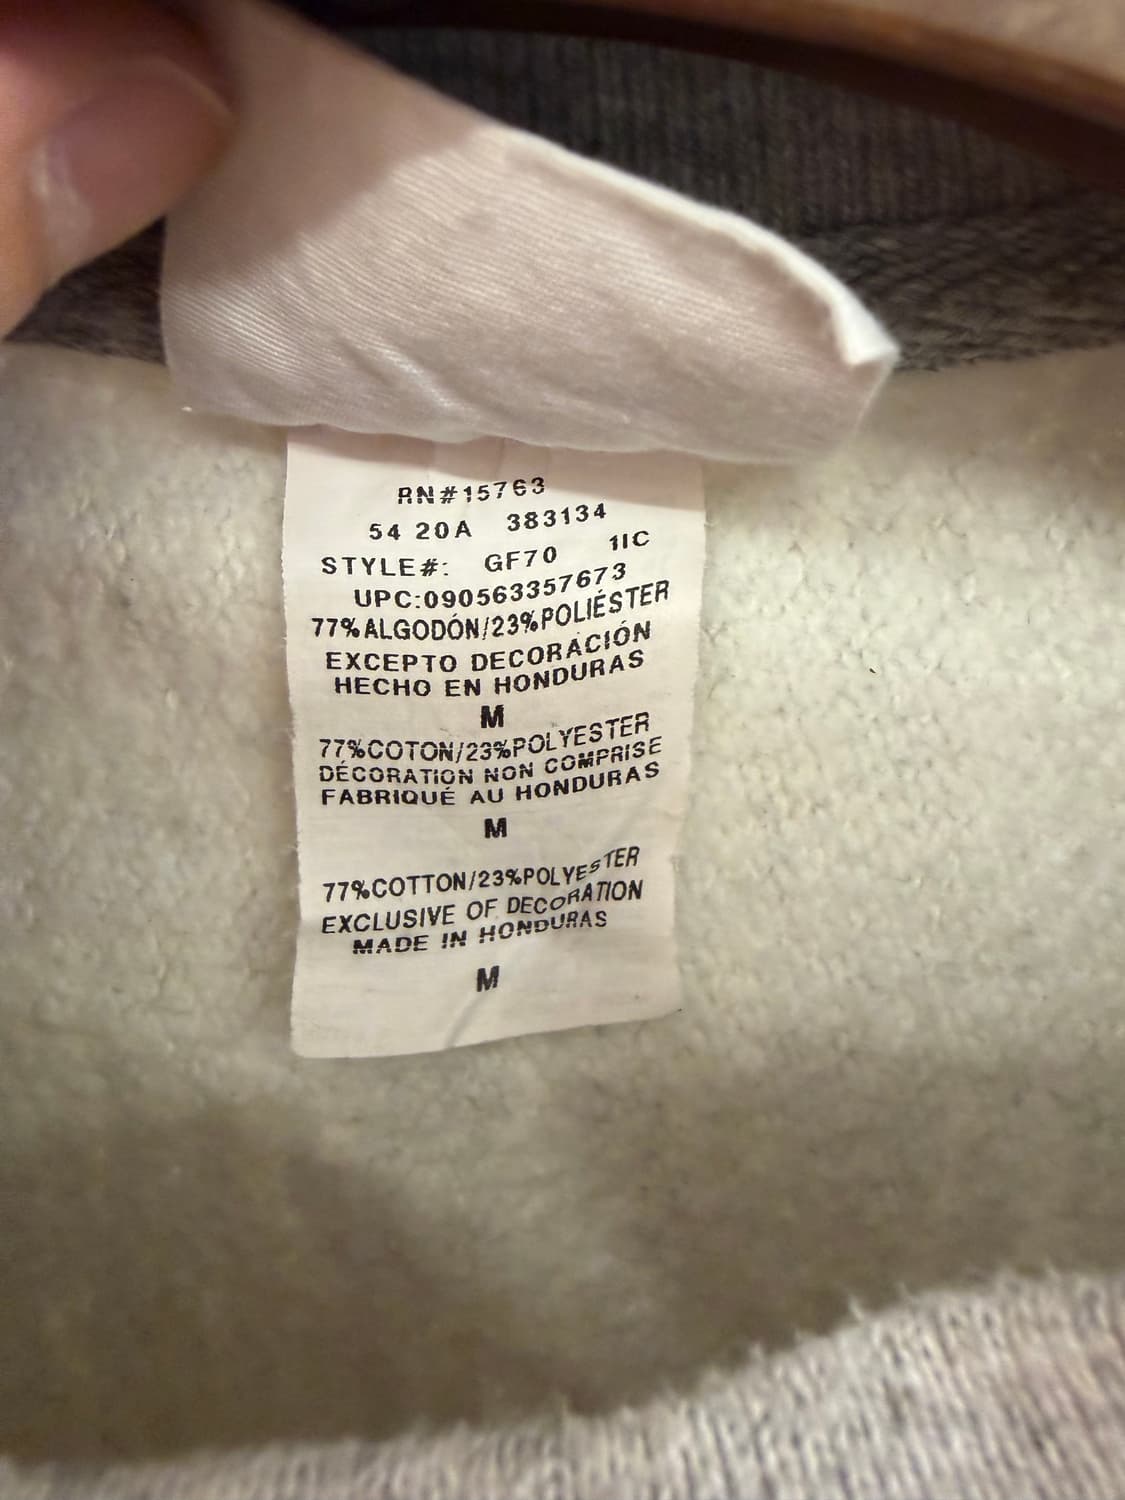 RN#15763
54 20A 383134
STYLE#: GF70 1IC
UPC:090563357673
77%ALGODÓN/23%POLIÉSTER
EXCEPTO DECORACIÓN
HECHO EN HONDURAS
M
77%COTON/23%POLYESTER
DÉCORATION NON COMPRISE
FABRIQUÉ AU HONDURAS
M
77%COTTON/23%POLYESTER
EXCLUSIVE OF DECORATION
MADE IN HONDURAS
M